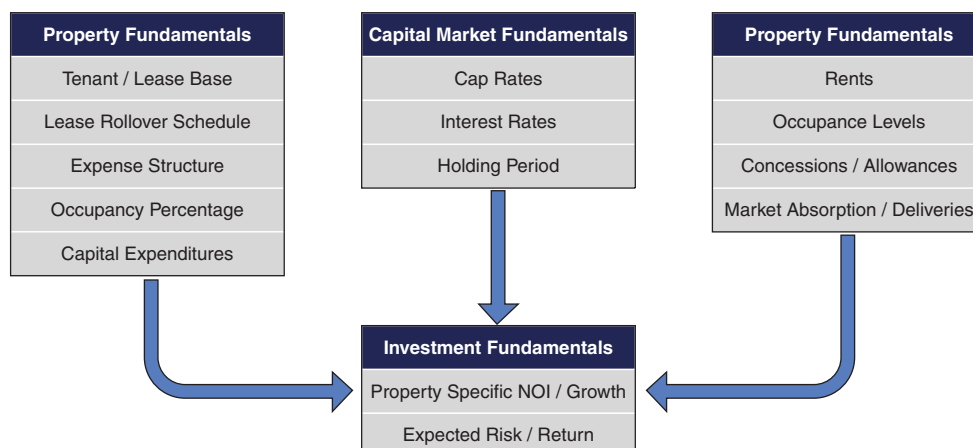 Property Fundamentals
Tenant / Lease Base
Lease Rollover Schedule
Expense Structure
Occupancy Percentage
Capital Expenditures
Capital Market Fundamentals
Cap Rates
Interest Rates
Holding Period
Property Fundamentals
Rents
Occupance Levels
Concessions / Allowances
Market Absorption / Deliveries
Investment Fundamentals
Property Specific NOI / Growth
Expected Risk / Return